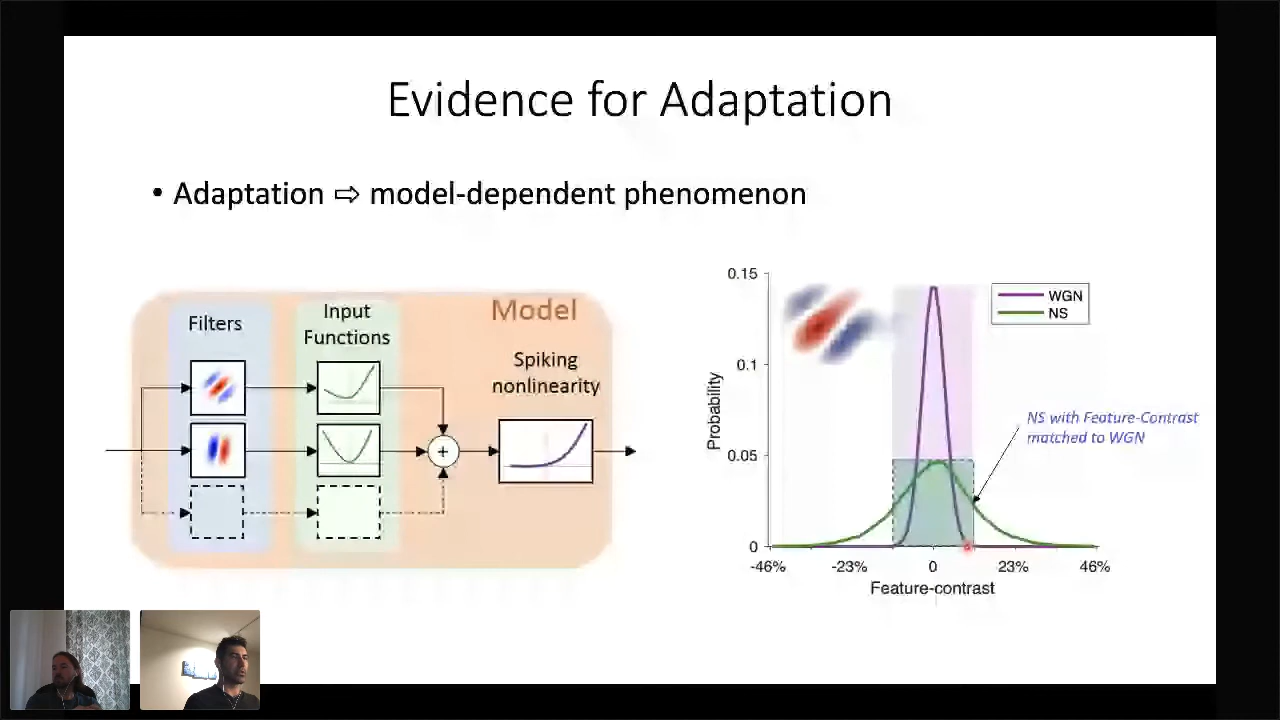 Evidence for Adaptation
• Adaptation ⇨ model-dependent phenomenon
Filters
Input
Functions
Model
Spiking
nonlinearity
+
0.15
0.1
0.05
0
Probability
-46%
-23%
0
23%
46%
Feature-contrast
WGN
NS
NS with Feature-Contrast
matched to WGN